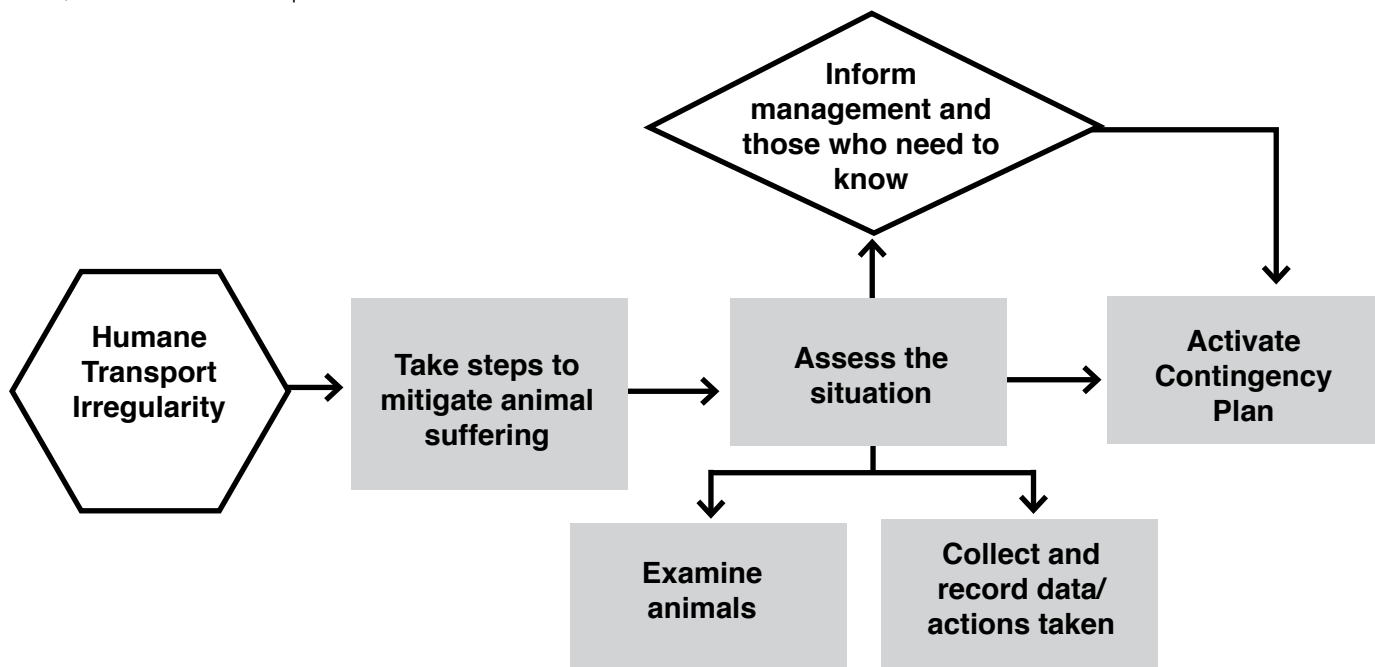 Inform
management and
those who need to
know
Humane
Transport
Irregularity
Take steps to
mitigate animal
suffering
Assess the
situation
Activate
Contingency
Plan
Examine
animals
Collect and
record data/
actions taken